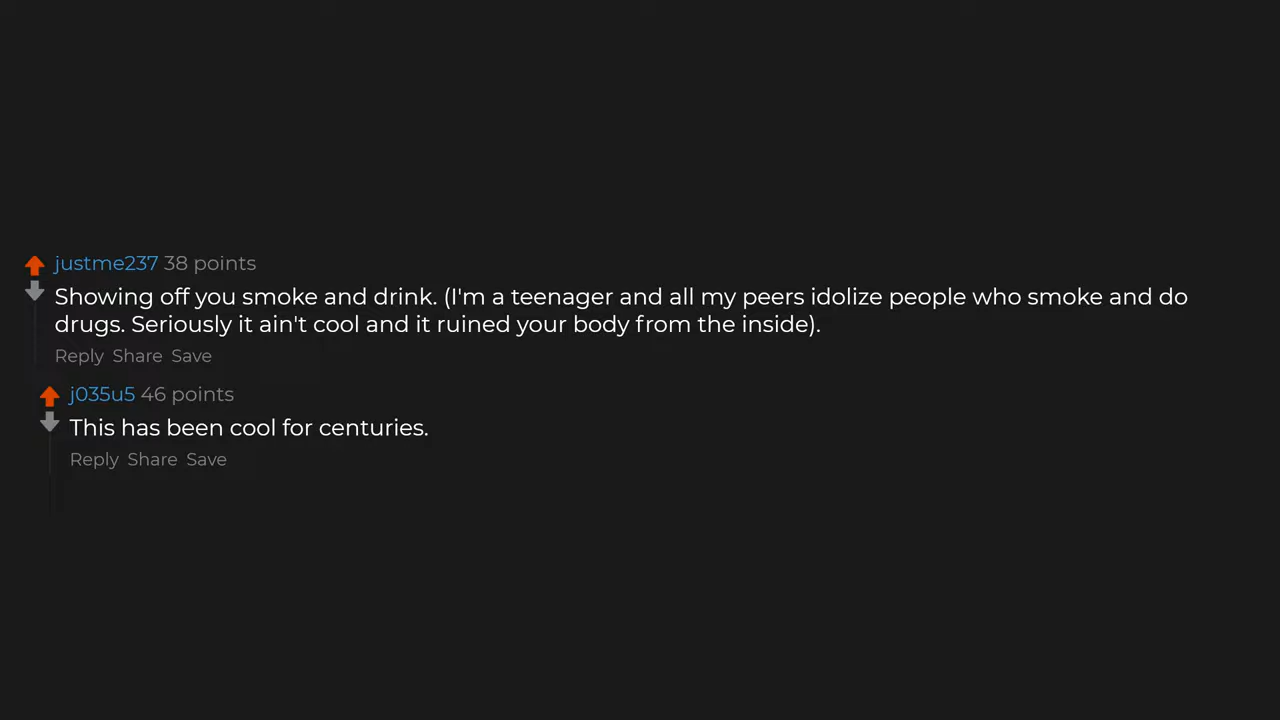 justme237 38 points
Showing off you smoke and drink. (I'm a teenager and all my peers idolize people who smoke and do
drugs. Seriously it ain't cool and it ruined your body from the inside).
Reply Share Save
j035u5 46 points
This has been cool for centuries.
Reply Share Save